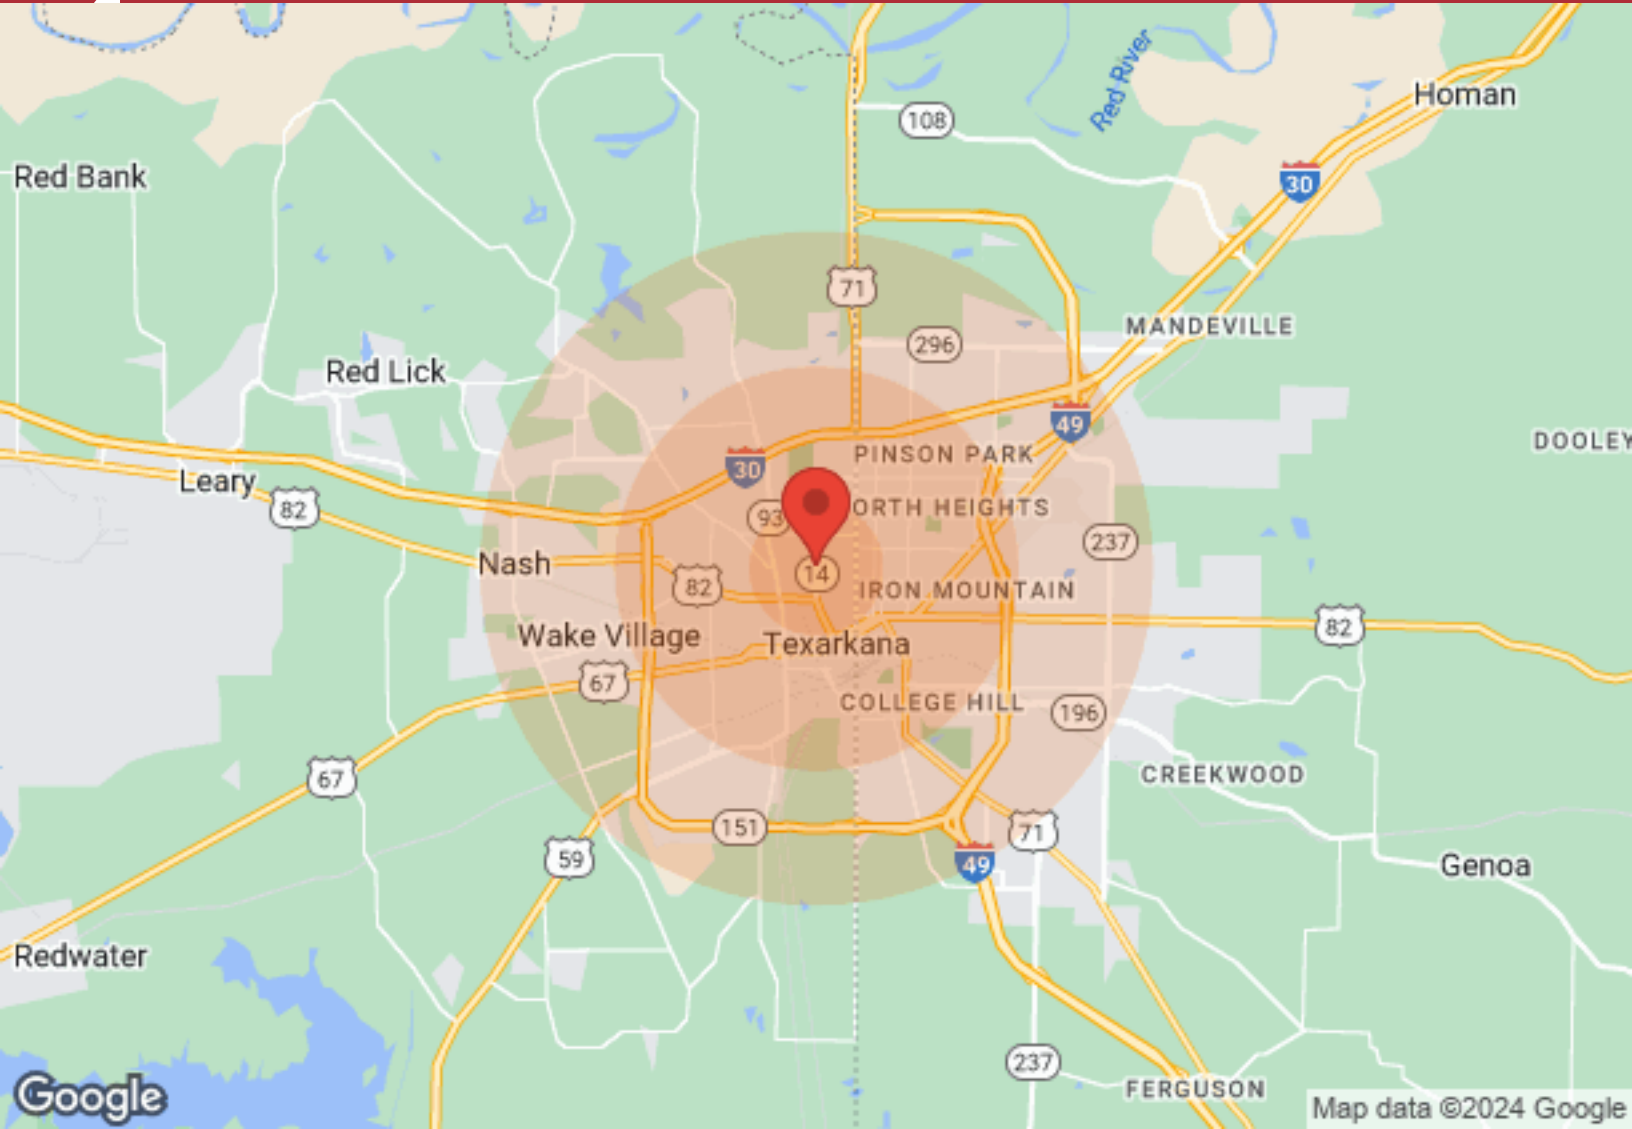 108
Red River
Homan
Red Bank
30
71
MANDEVILLE
296
Red Lick
49
DOOLEY
PINSON PARK
30
Leary
82
93
ORTH HEIGHTS
237
Nash
14
82
IRON MOUNTAIN
82
Wake Village
Texarkana
67
COLLEGE HILL
196
67
CREEKWOOD
151
71
59
49
Genoa
Redwater
237
FERGUSON
Google
Map data ©2024 Google